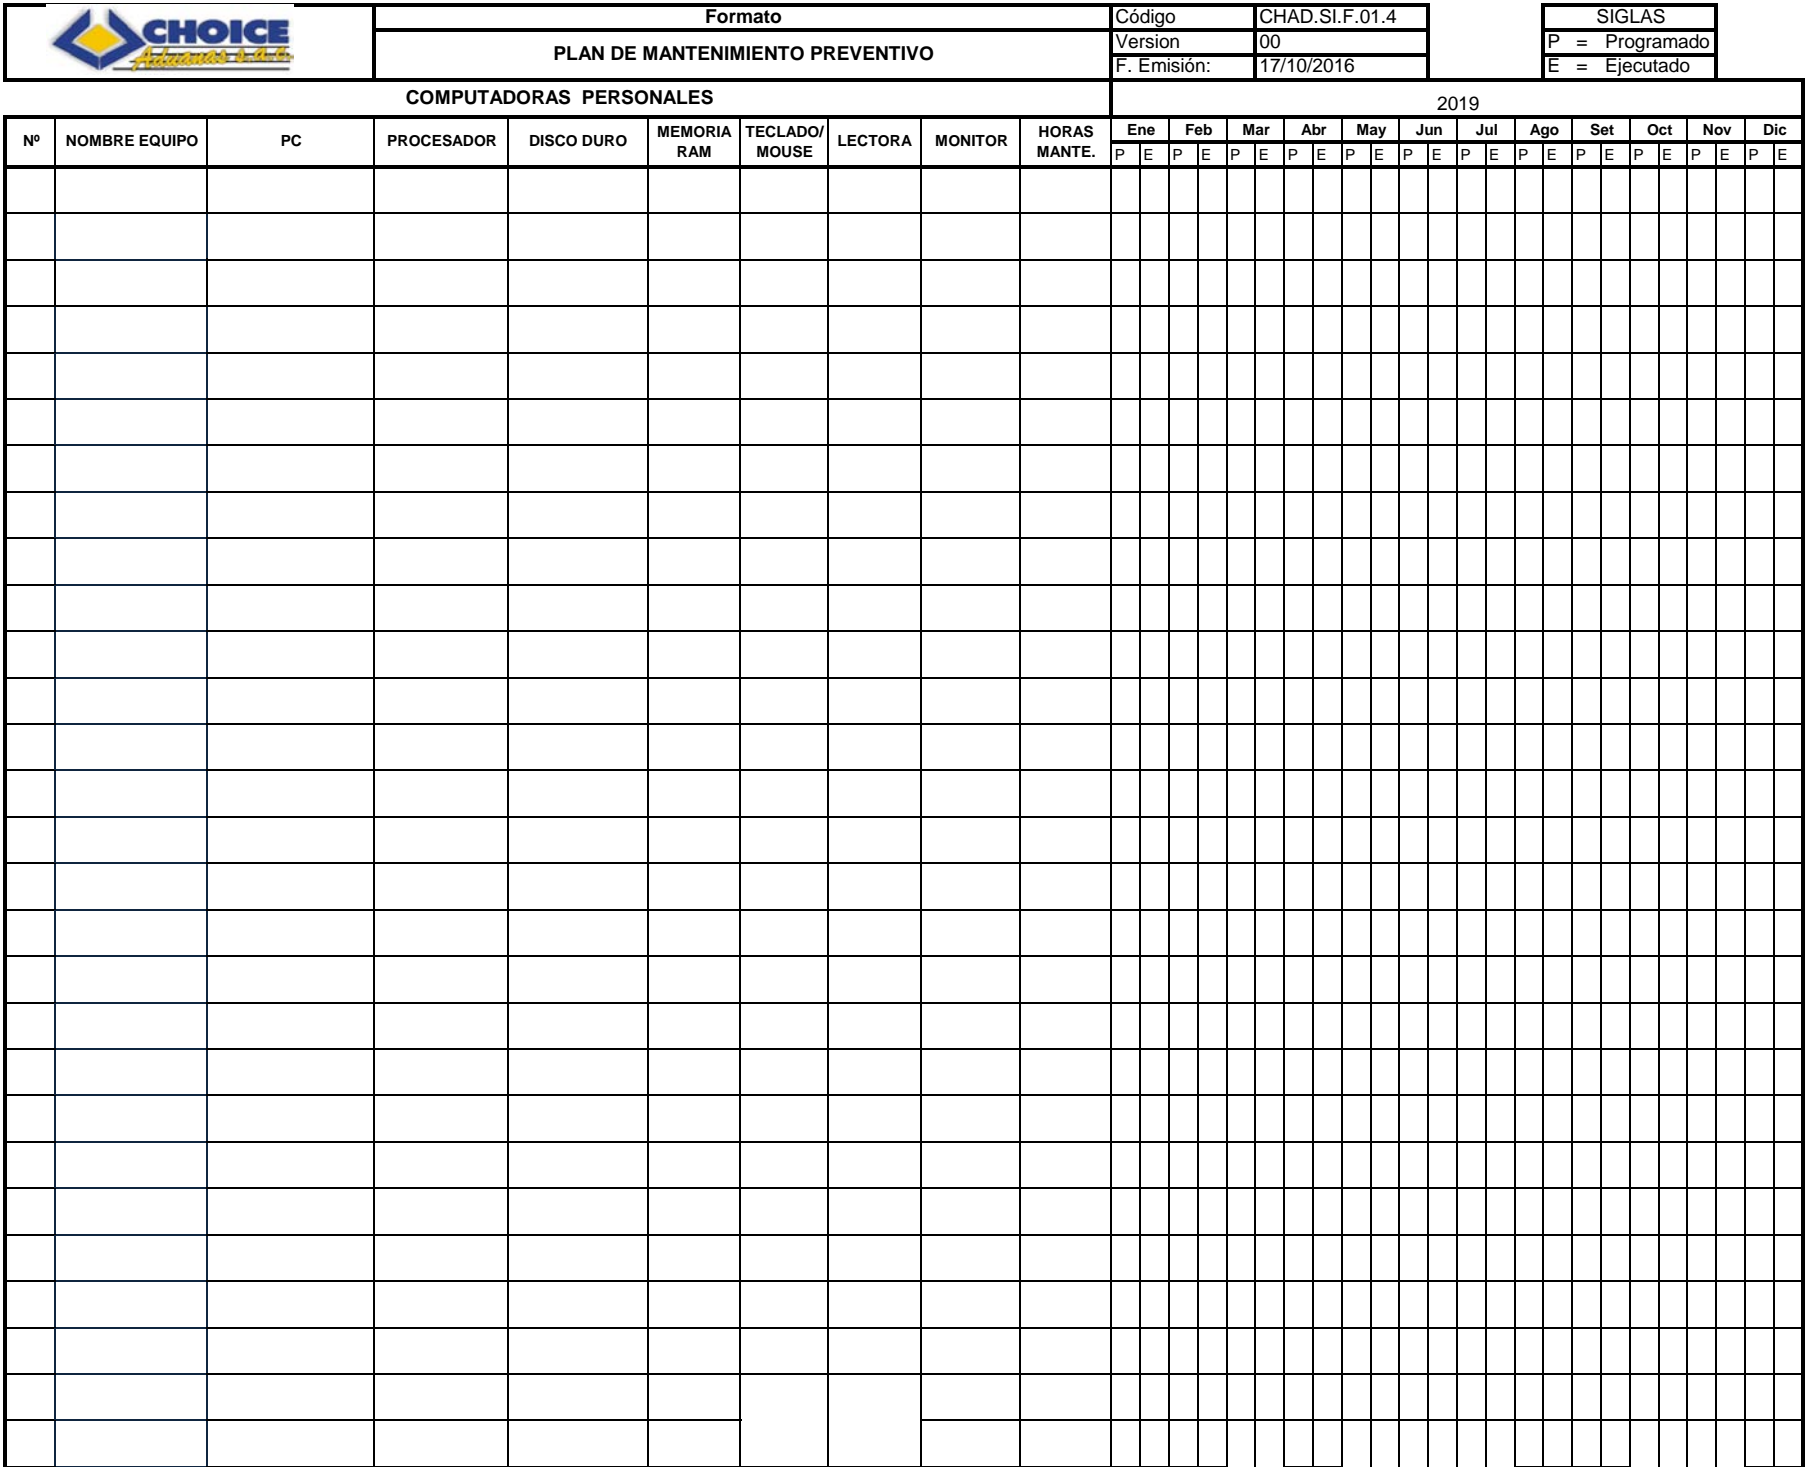 CHOICE
Aduanas s.a.c.
Formato
PLAN DE MANTENIMIENTO PREVENTIVO
Código CHAD.SI.F.01.4
Version 00
F. Emisión: 17/10/2016
SIGLAS
P = Programado
E = Ejecutado
COMPUTADORAS PERSONALES
2019
Nº NOMBRE EQUIPO PC PROCESADOR DISCO DURO MEMORIA RAM TECLADO/ MOUSE LECTORA MONITOR HORAS MANTE.
Ene Feb Mar Abr May Jun Jul Ago Set Oct Nov Dic
P E P E P E P E P E P E P E P E P E P E P E P E